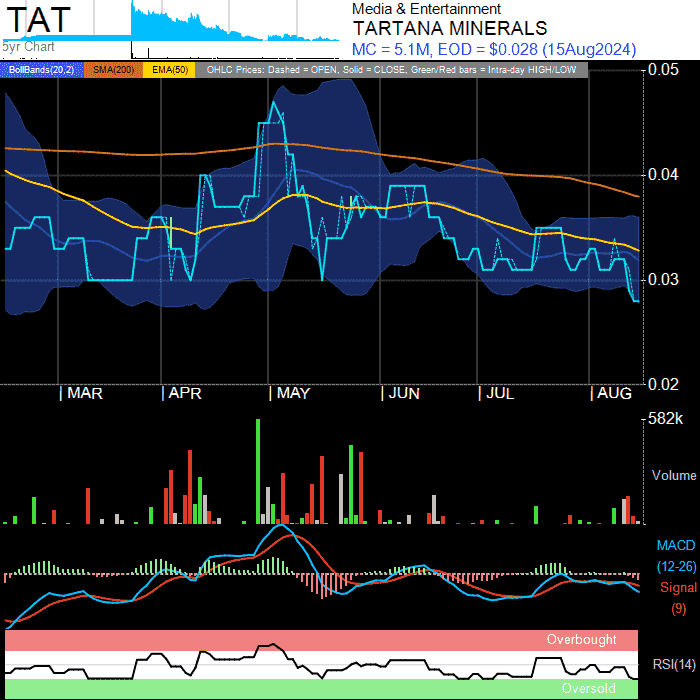 TAT
5yr Chart
Media & Entertainment
TARTANA MINERALS
MC = 5.1M, EOD = $0.028 (15Aug2024)
BollBands(20,2) SMA(200) EMA(50) OHLC Prices: Dashed = OPEN, Solid = CLOSE, Green/Red bars = Intra-day HIGH/LOW
0.05
0.04
0.03
0.02
MAR APR MAY JUN JUL AUG
582k
Volume
MACD
(12-26)
Signal
(9)
Overbought
RSI(14)
Oversold